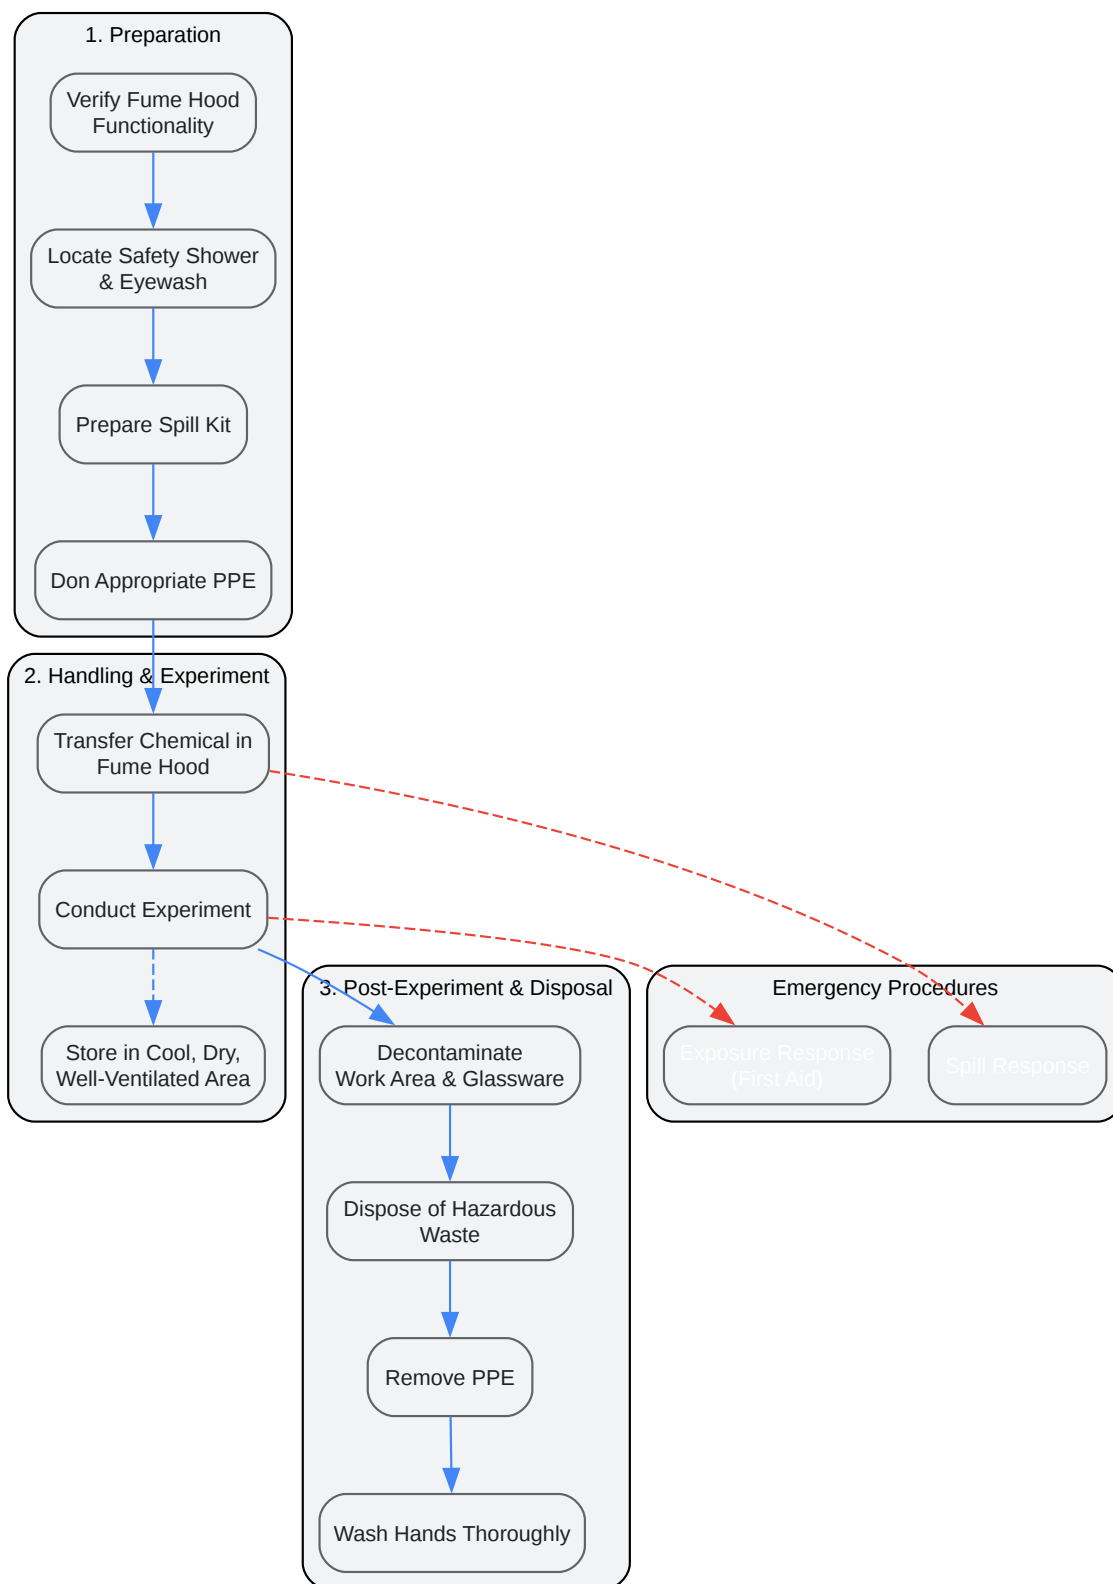 1. Preparation
Verify Fume Hood
Functionality
Locate Safety Shower
& Eyewash
Prepare Spill Kit
Don Appropriate PPE
2. Handling & Experiment
Transfer Chemical in
Fume Hood
Conduct Experiment
Store in Cool, Dry,
Well-Ventilated Area
3. Post-Experiment & Disposal
Decontaminate
Work Area & Glassware
Dispose of Hazardous
Waste
Remove PPE
Wash Hands Thoroughly
Emergency Procedures
Exposure Response
(First Aid)
Spill Response